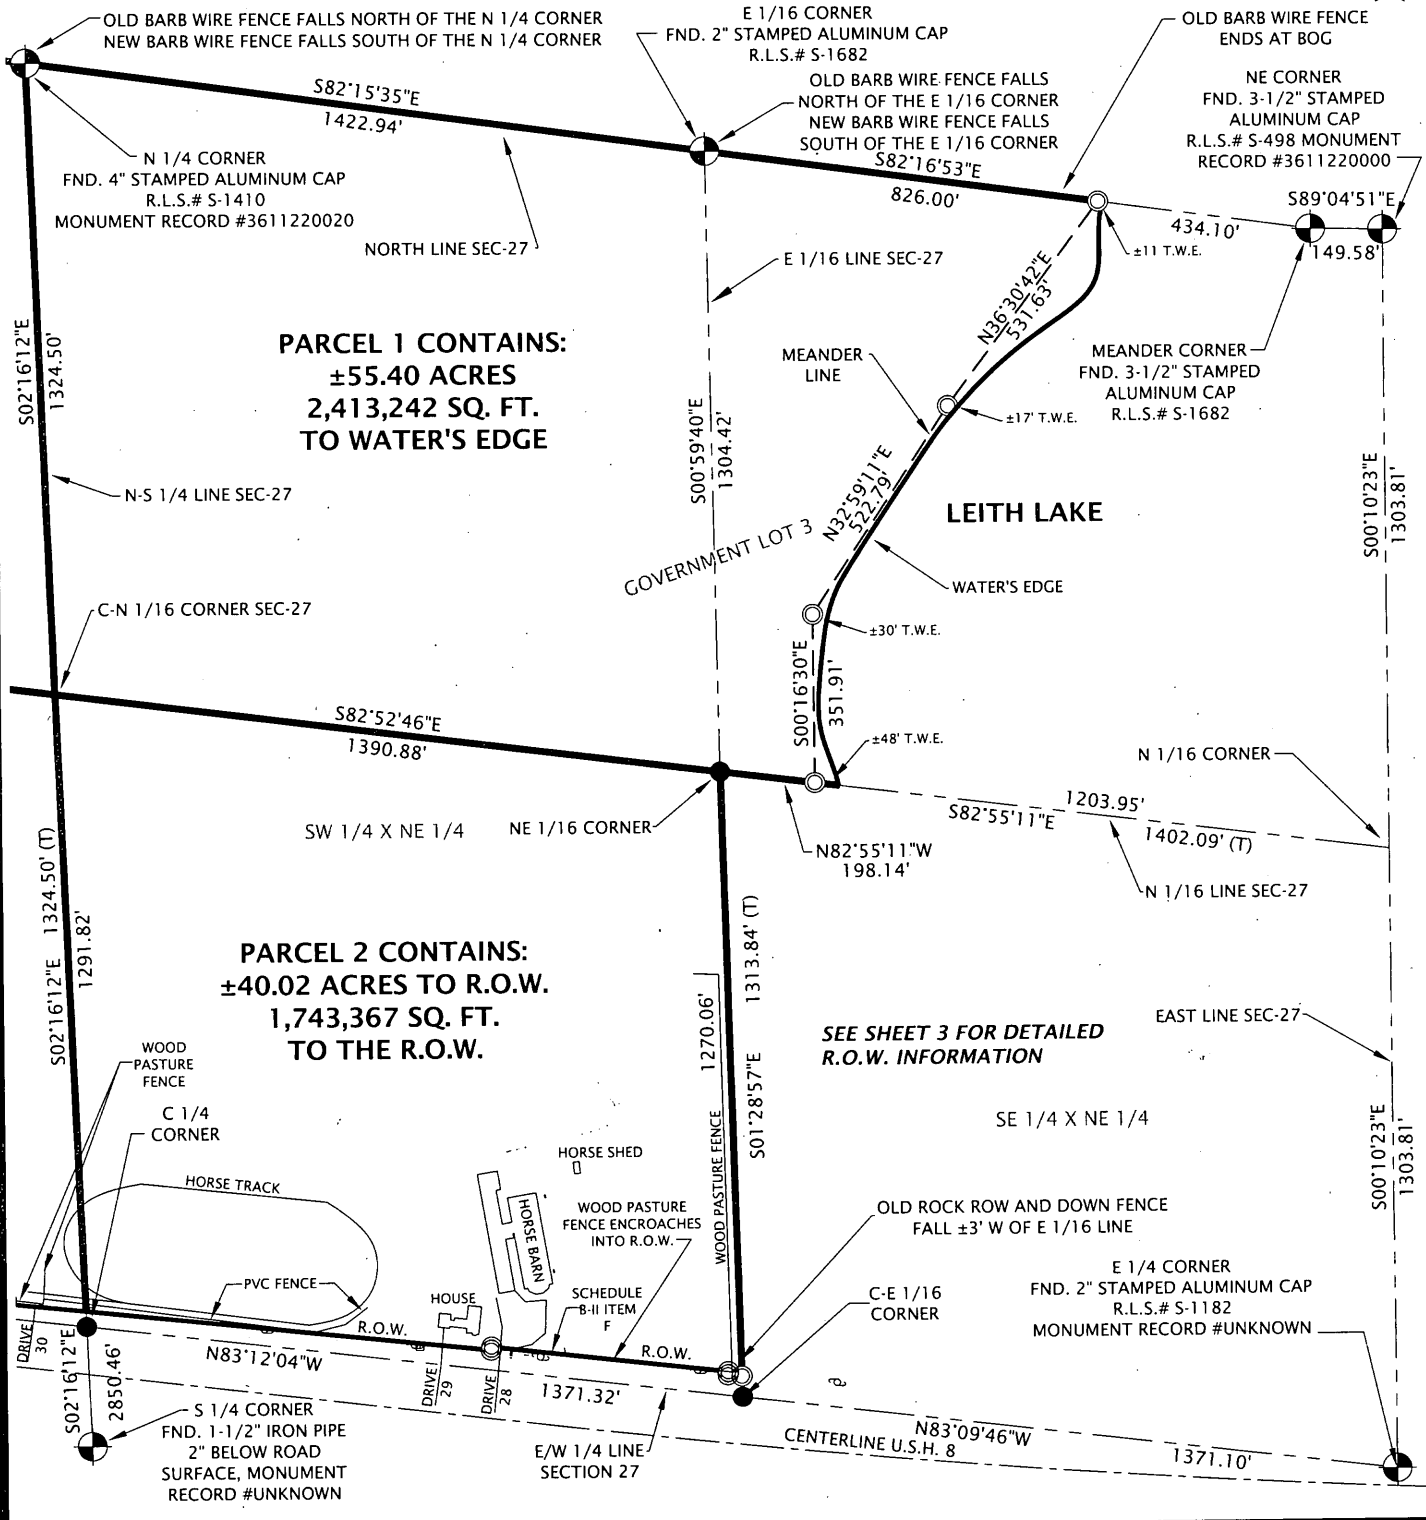 OLD BARB WIRE FENCE FALLS NORTH OF THE N 1/4 CORNER
NEW BARB WIRE FENCE FALLS SOUTH OF THE N 1/4 CORNER
E 1/16 CORNER
FND. 2" STAMPED ALUMINUM CAP
R.L.S.# S-1682
OLD BARB WIRE FENCE
ENDS AT BOG
OLD BARB WIRE FENCE FALLS
NORTH OF THE E 1/16 CORNER
NEW BARB WIRE FENCE FALLS
SOUTH OF THE E 1/16 CORNER
NE CORNER
FND. 3-1/2" STAMPED
ALUMINUM CAP
R.L.S.# S-498 MONUMENT
RECORD #3611220000
S82°15'35"E
1422.94'
S82°16'53"E
826.00'
434.10'
S89°04'51"E
149.58'
N 1/4 CORNER
FND. 4" STAMPED ALUMINUM CAP
R.L.S.# S-1410
MONUMENT RECORD #3611220020
NORTH LINE SEC-27
E 1/16 LINE SEC-27
±11 T.W.E.
N36°30'42"E
531.63'
S02°16'12"E
1324.50'
PARCEL 1 CONTAINS:
±55.40 ACRES
2,413,242 SQ. FT.
TO WATER'S EDGE
MEANDER
LINE
MEANDER CORNER
FND. 3-1/2" STAMPED
ALUMINUM CAP
R.L.S.# S-1682
±17' T.W.E.
S00°59'40"E
1304.42'
N32°59'11"E
522.79'
S00°10'23"E
1303.81'
N-S 1/4 LINE SEC-27
LEITH LAKE
GOVERNMENT LOT 3
WATER'S EDGE
C-N 1/16 CORNER SEC-27
±30' T.W.E.
S00°16'30"E
351.91'
S82°52'46"E
1390.88'
±48' T.W.E.
N 1/16 CORNER
1203.95'
S82°55'11"E
1402.09' (T)
SW 1/4 X NE 1/4
NE 1/16 CORNER
N82°55'11"W
198.14'
N 1/16 LINE SEC-27
1324.50' (T)
S02°16'12"E
1291.82'
1313.84' (T)
1270.06'
PARCEL 2 CONTAINS:
±40.02 ACRES TO R.O.W.
1,743,367 SQ. FT.
TO THE R.O.W.
SEE SHEET 3 FOR DETAILED
R.O.W. INFORMATION
EAST LINE SEC-27
WOOD
PASTURE
FENCE
C 1/4
CORNER
S01°28'57"E
WOOD PASTURE FENCE
SE 1/4 X NE 1/4
S00°10'23"E
1303.81'
HORSE SHED
HORSE TRACK
HORSE BARN
WOOD PASTURE
FENCE ENCROACHES
INTO R.O.W.
OLD ROCK ROW AND DOWN FENCE
FALL ±3' W OF E 1/16 LINE
E 1/4 CORNER
FND. 2" STAMPED ALUMINUM CAP
R.L.S.# S-1182
MONUMENT RECORD #UNKNOWN
PVC FENCE
HOUSE
SCHEDULE
B-II ITEM
F
C-E 1/16
CORNER
R.O.W.
R.O.W.
DRIVE
30
N83°12'04"W
DRIVE
29
DRIVE
28
1371.32'
S02°16'12"E
2850.46'
S 1/4 CORNER
FND. 1-1/2" IRON PIPE
2" BELOW ROAD
SURFACE, MONUMENT
RECORD #UNKNOWN
E/W 1/4 LINE
SECTION 27
CENTERLINE U.S.H. 8
N83°09'46"W
1371.10'